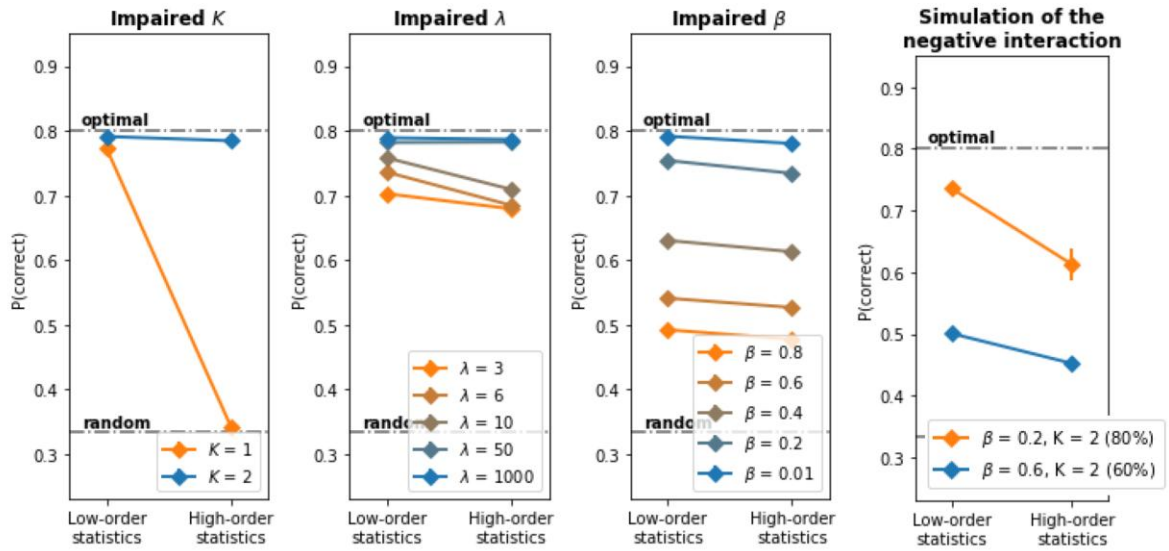 Impaired K
P(correct)
0.9
0.8
0.7
0.6
0.5
0.4
0.3
optimal
random
K = 1
K = 2
Low-order
statistics
High-order
statistics
Impaired λ
P(correct)
0.9
0.8
0.7
0.6
0.5
0.4
0.3
optimal
random
λ = 3
λ = 6
λ = 10
λ = 50
λ = 1000
Low-order
statistics
High-order
statistics
Impaired β
P(correct)
0.9
0.8
0.7
0.6
0.5
0.4
0.3
optimal
random
β = 0.8
β = 0.6
β = 0.4
β = 0.2
β = 0.01
Low-order
statistics
High-order
statistics
Simulation of the
negative interaction
P(correct)
0.9
0.8
0.7
0.6
0.5
0.4
0.3
optimal
β = 0.2, K = 2 (80%)
β = 0.6, K = 2 (60%)
Low-order
statistics
High-order
statistics